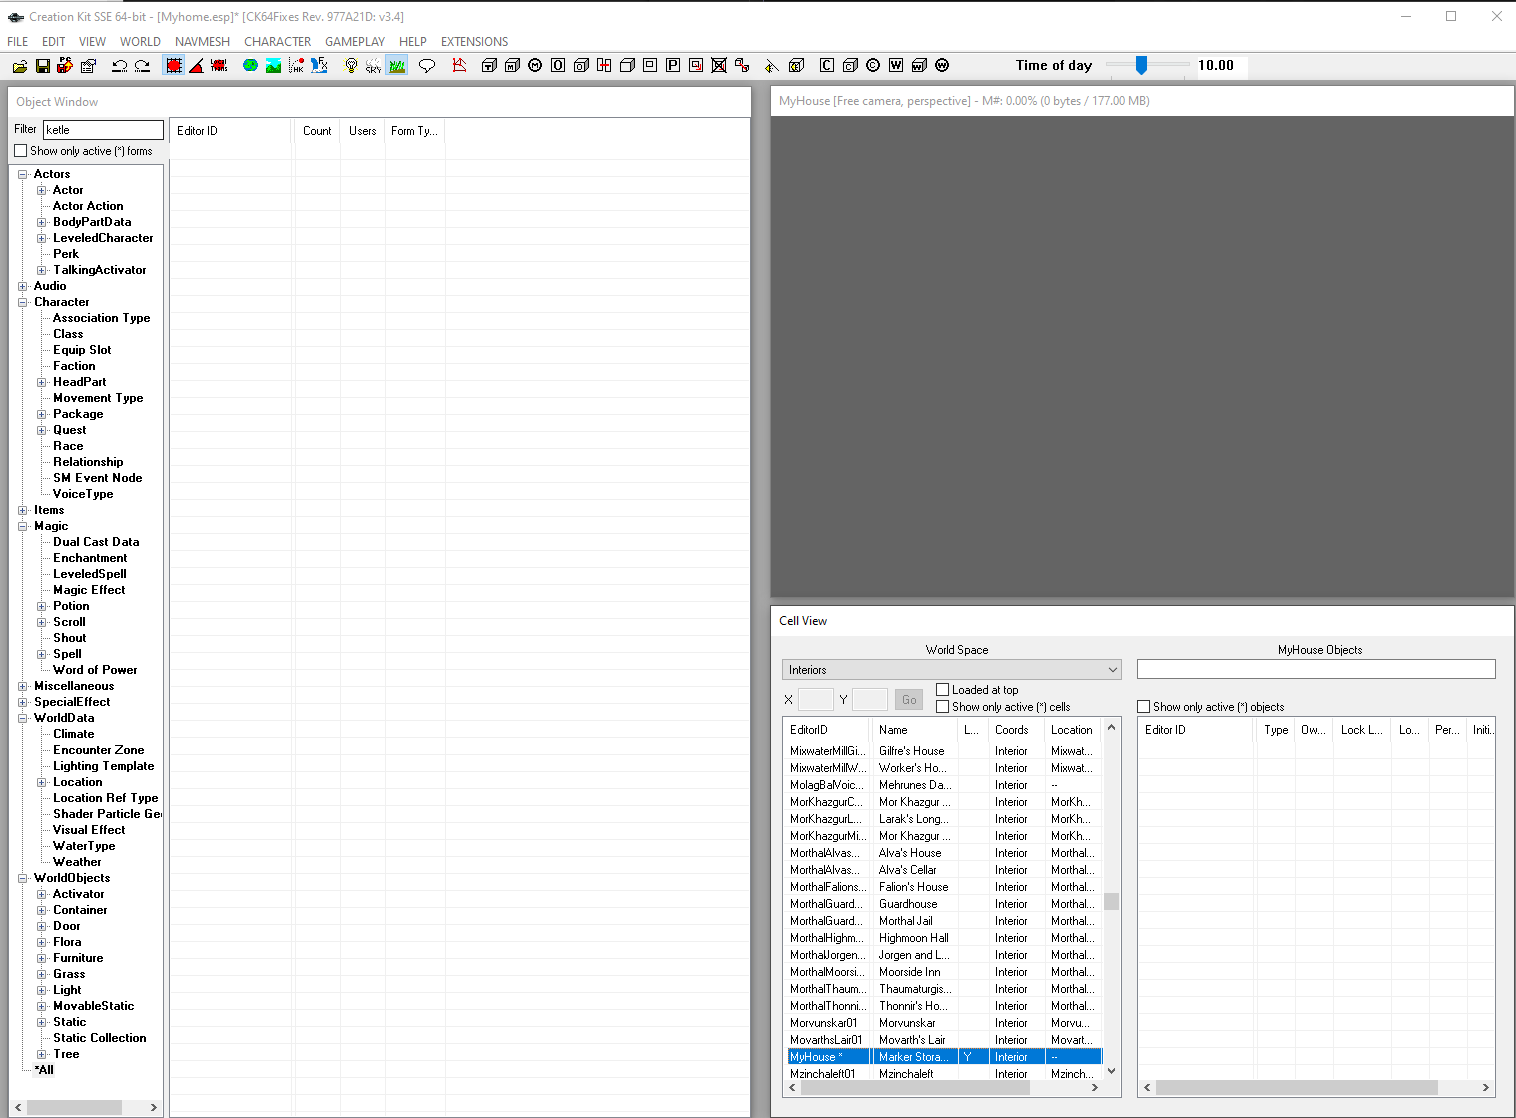 Creation Kit SSE 64-bit - [Myhome.esp]* [CK64Fixes Rev. 977A21D: v3.4]
FILE EDIT VIEW WORLD NAVMESH CHARACTER GAMEPLAY HELP EXTENSIONS
Time of day 10.00
Object Window
Filter ketle
Show only active (*) forms
Editor ID Count Users Form Ty...
Actors
Actor
Actor Action
BodyPartData
LeveledCharacter
Perk
TalkingActivator
Audio
Character
Association Type
Class
Equip Slot
Faction
HeadPart
Movement Type
Package
Quest
Race
Relationship
SM Event Node
VoiceType
Items
Magic
Dual Cast Data
Enchantment
LeveledSpell
Magic Effect
Potion
Scroll
Shout
Spell
Word of Power
Miscellaneous
SpecialEffect
WorldData
Climate
Encounter Zone
Lighting Template
Location
Location Ref Type
Shader Particle Ge
Visual Effect
WaterType
Weather
WorldObjects
Activator
Container
Door
Flora
Furniture
Grass
Light
MovableStatic
Static
Static Collection
Tree
*All
MyHouse [Free camera, perspective] - M#: 0.00% (0 bytes / 177.00 MB)
Cell View
World Space
Interiors
X Y Go
Loaded at top
Show only active (*) cells
EditorID Name L... Coords Location
MixwaterMillGi... Gilfre's House Interior Mixwat...
MixwaterMillW... Worker's Ho... Interior Mixwat...
MolagBalVoic... Mehrunes Da... Interior --
MorKhazgurC... Mor Khazgur ... Interior MorKh...
MorKhazgurL... Larak's Long... Interior MorKh...
MorKhazgurMi... Mor Khazgur ... Interior MorKh...
MorthalAlvas... Alva's House Interior Morthal...
MorthalAlvas... Alva's Cellar Interior Morthal...
MorthalFalions... Falion's House Interior Morthal...
MorthalGuard... Guardhouse Interior Morthal...
MorthalGuard... Morthal Jail Interior Morthal...
MorthalHighm... Highmoon Hall Interior Morthal...
MorthalJorgen... Jorgen and L... Interior Morthal...
MorthalMoorsi... Moorside Inn Interior Morthal...
MorthalThaum... Thaumaturgis... Interior Morthal...
MorthalThonni... Thonnir's Ho... Interior Morthal...
Morvunskar01 Morvunskar Interior Morvu...
MovarthsLair01 Movarth's Lair Interior Movart...
MyHouse * Marker Stora... Y Interior --
Mzinchaleft01 Mzinchaleft Interior Mzinch...
MyHouse Objects
Show only active (*) objects
Editor ID Type Ow... Lock L... Lo... Per... Initi...